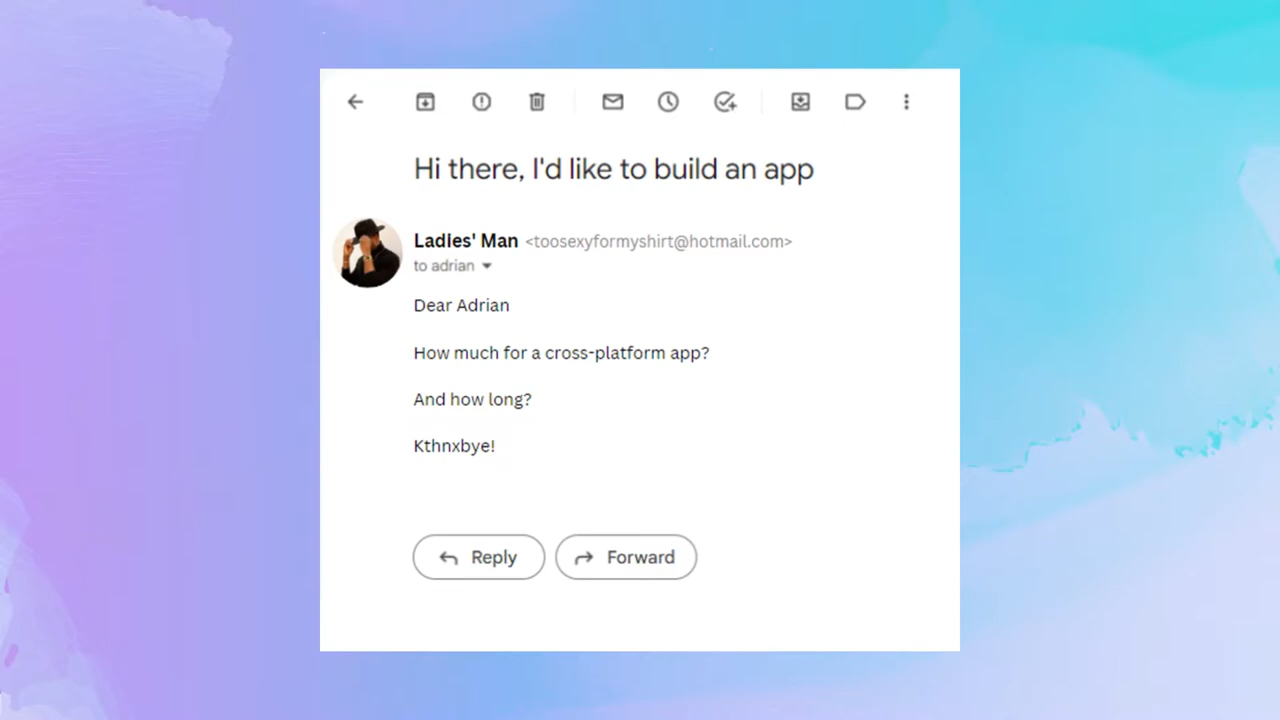 Hi there, I'd like to build an app
Ladies' Man <toosexyformyshirt@hotmail.com>
to adrian
Dear Adrian
How much for a cross-platform app?
And how long?
Kthnxbye!
Reply Forward